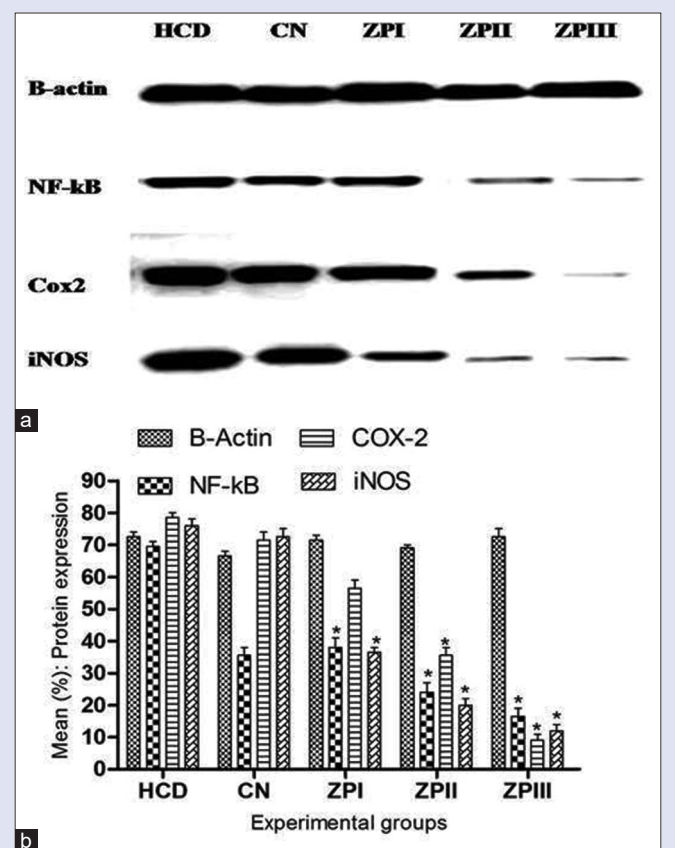 HCD CN ZPI ZPII ZPIII
B-actin
NF-kB
Cox2
iNOS
a
B-Actin COX-2
NF-kB iNOS
Mean (%): Protein expression
90
80
70
60
50
40
30
20
10
0
* *
* * *
* * *
HCD CN ZPI ZPII ZPIII
Experimental groups
b